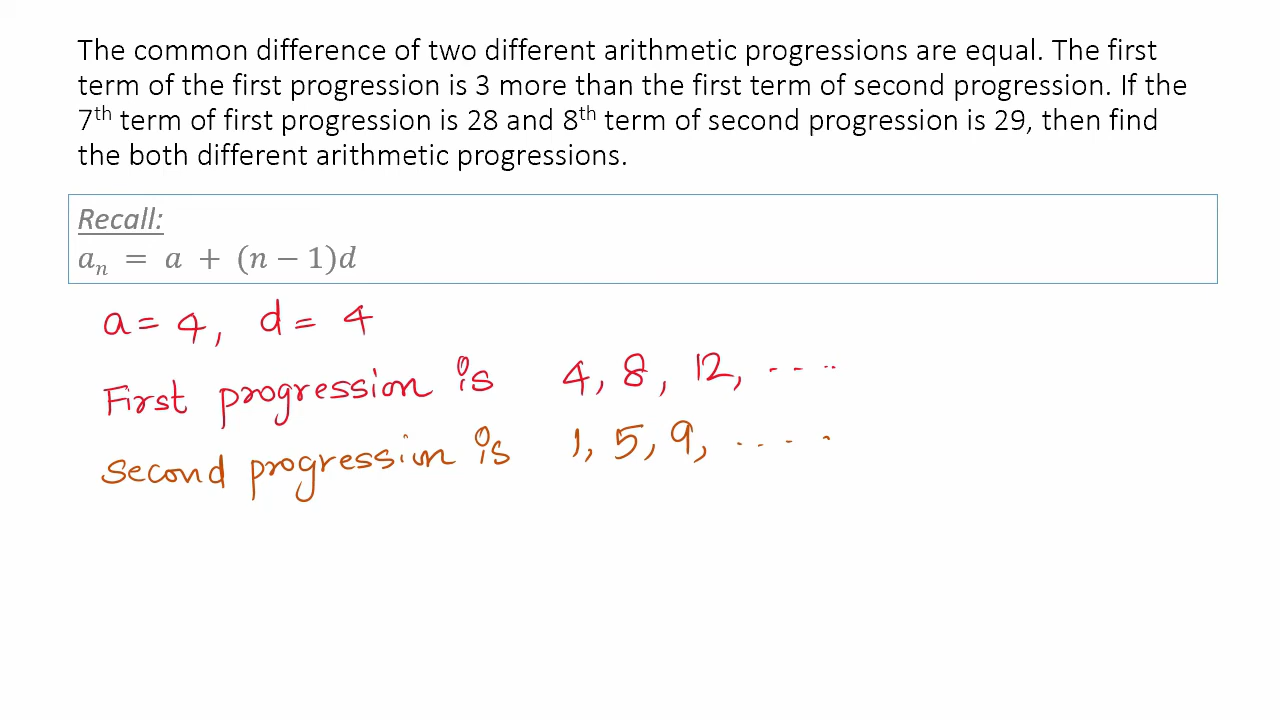 The common difference of two different arithmetic progressions are equal. The first
term of the first progression is 3 more than the first term of second progression. If the
7th term of first progression is 28 and 8th term of second progression is 29, then find
the both different arithmetic progressions.
Recall:
aₙ = a + (n − 1)d
a = 4, d = 4
First progression is 4, 8, 12, ....
Second progression is 1, 5, 9, ....